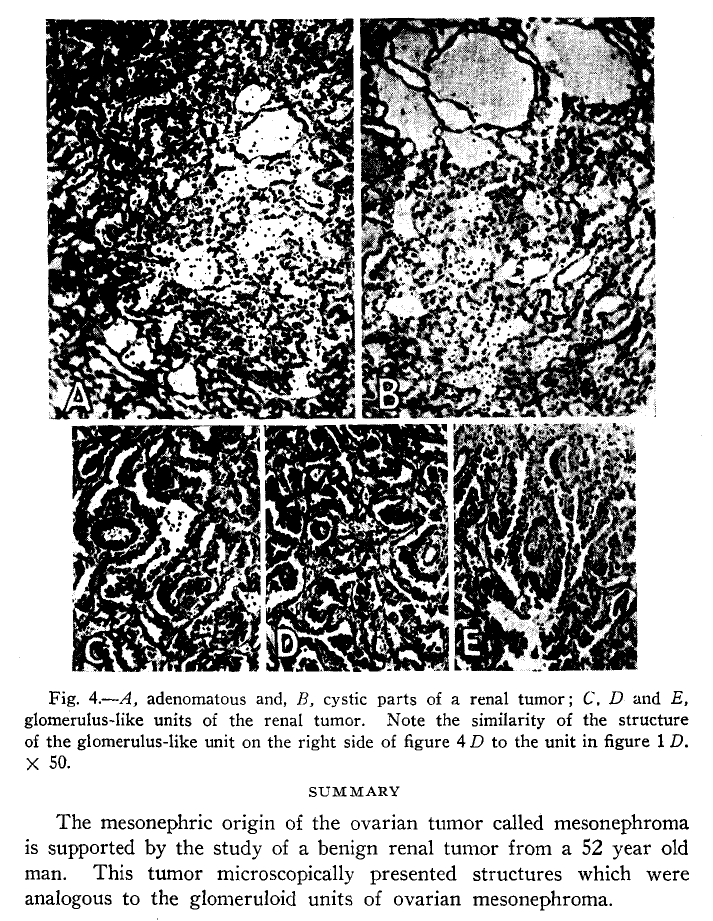 A
B
C
D
E
Fig. 4.—A, adenomatous and, B, cystic parts of a renal tumor; C, D and E,
glomerulus-like units of the renal tumor. Note the similarity of the structure
of the glomerulus-like unit on the right side of figure 4 D to the unit in figure 1 D.
× 50.
SUMMARY
The mesonephric origin of the ovarian tumor called mesonephroma
is supported by the study of a benign renal tumor from a 52 year old
man. This tumor microscopically presented structures which were
analogous to the glomeruloid units of ovarian mesonephroma.